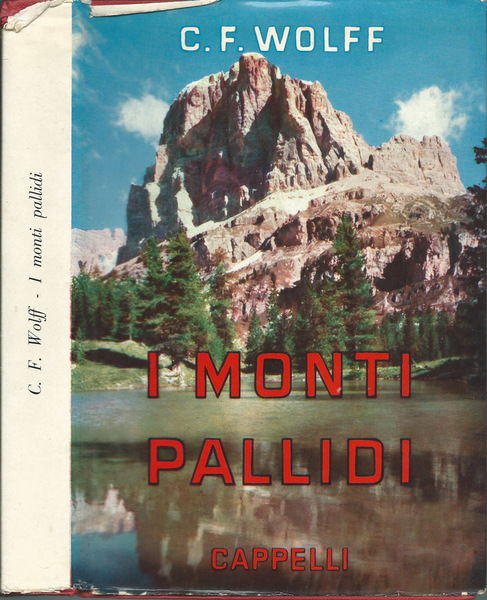 C. F. WOLFF
I MONTI
PALLIDI
CAPPELLI
C. F. Wolff - I monti pallidi